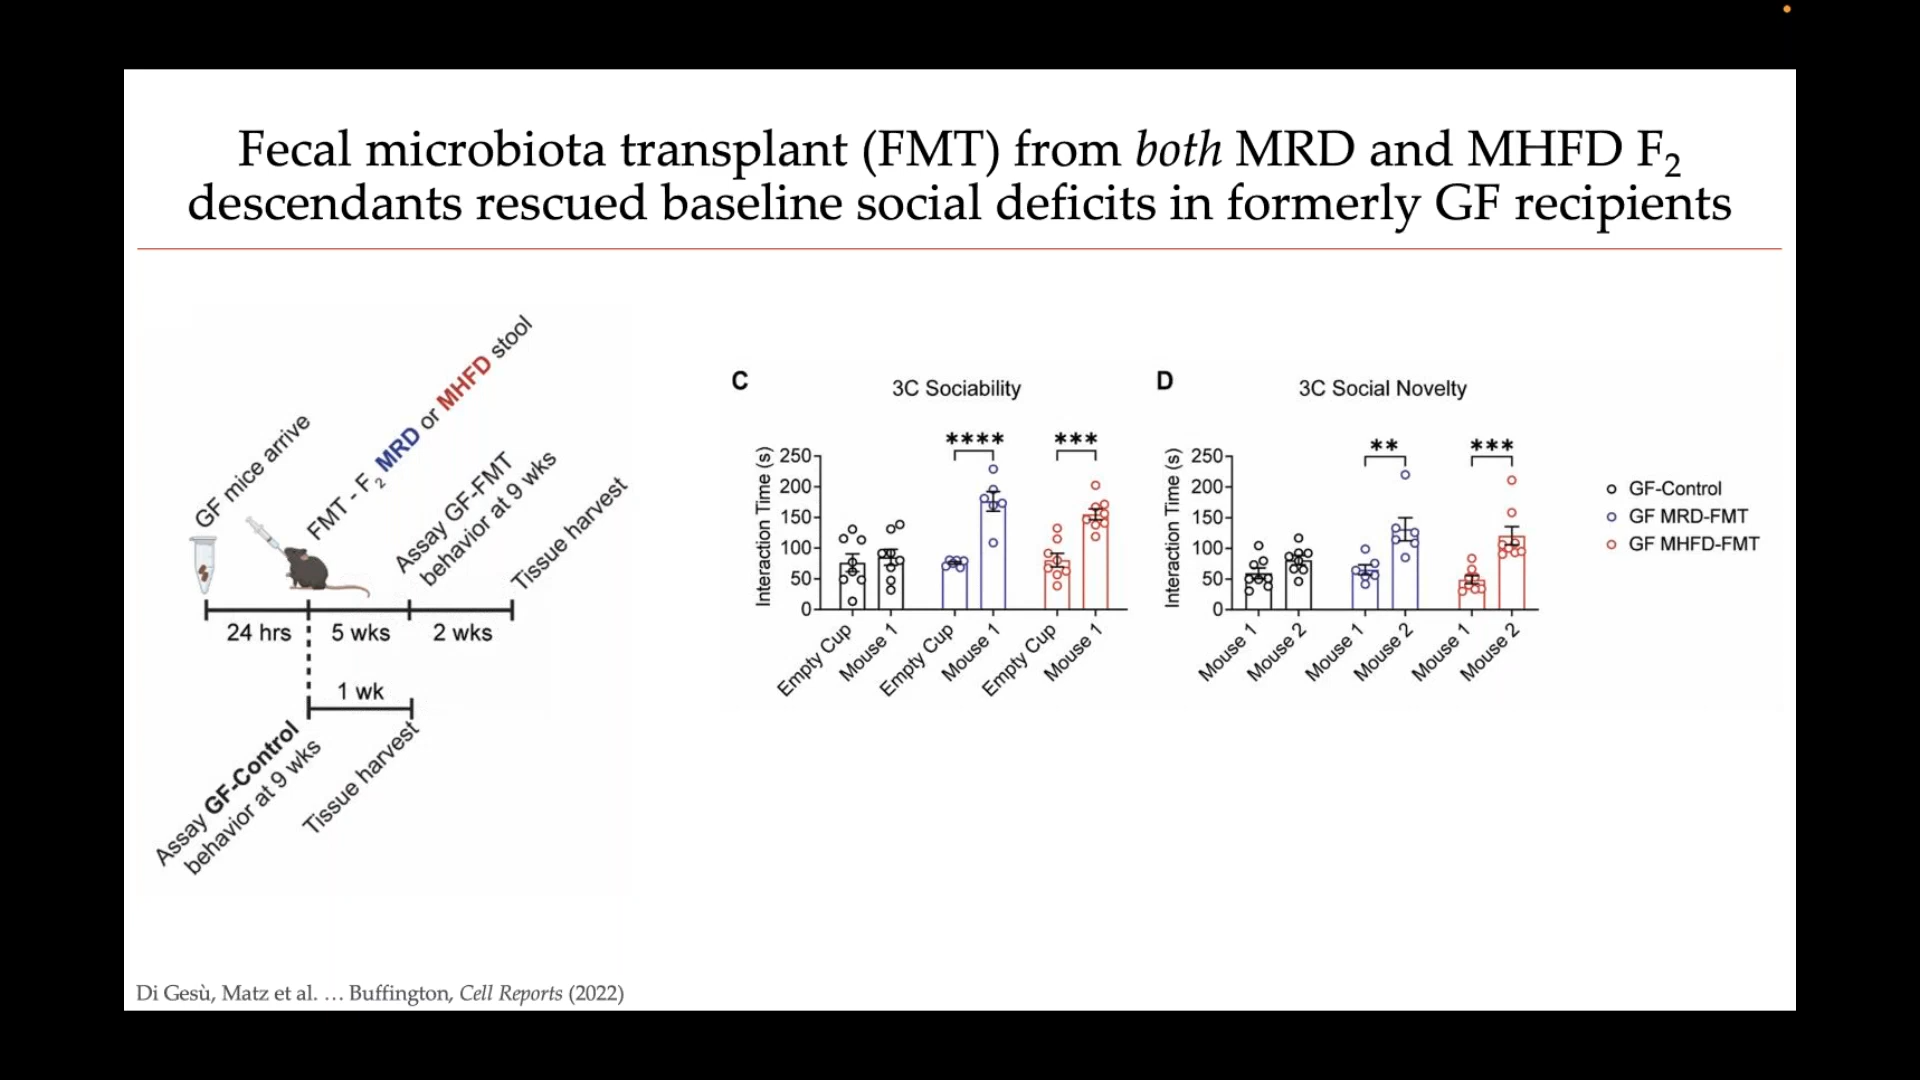 Fecal microbiota transplant (FMT) from both MRD and MHFD F₂
descendants rescued baseline social deficits in formerly GF recipients
GF mice arrive
FMT - F₂ MRD or MHFD stool
Assay GF-FMT
behavior at 9 wks
Tissue harvest
24 hrs
5 wks
2 wks
1 wk
Assay GF-Control
behavior at 9 wks
Tissue harvest
C
3C Sociability
Interaction Time (s)
250
200
150
100
50
0
****
***
Empty Cup
Mouse 1
Empty Cup
Mouse 1
Empty Cup
Mouse 1
D
3C Social Novelty
Interaction Time (s)
250
200
150
100
50
0
**
***
Mouse 1
Mouse 2
Mouse 1
Mouse 2
Mouse 1
Mouse 2
GF-Control
GF MRD-FMT
GF MHFD-FMT
Di Gesù, Matz et al. … Buffington, Cell Reports (2022)